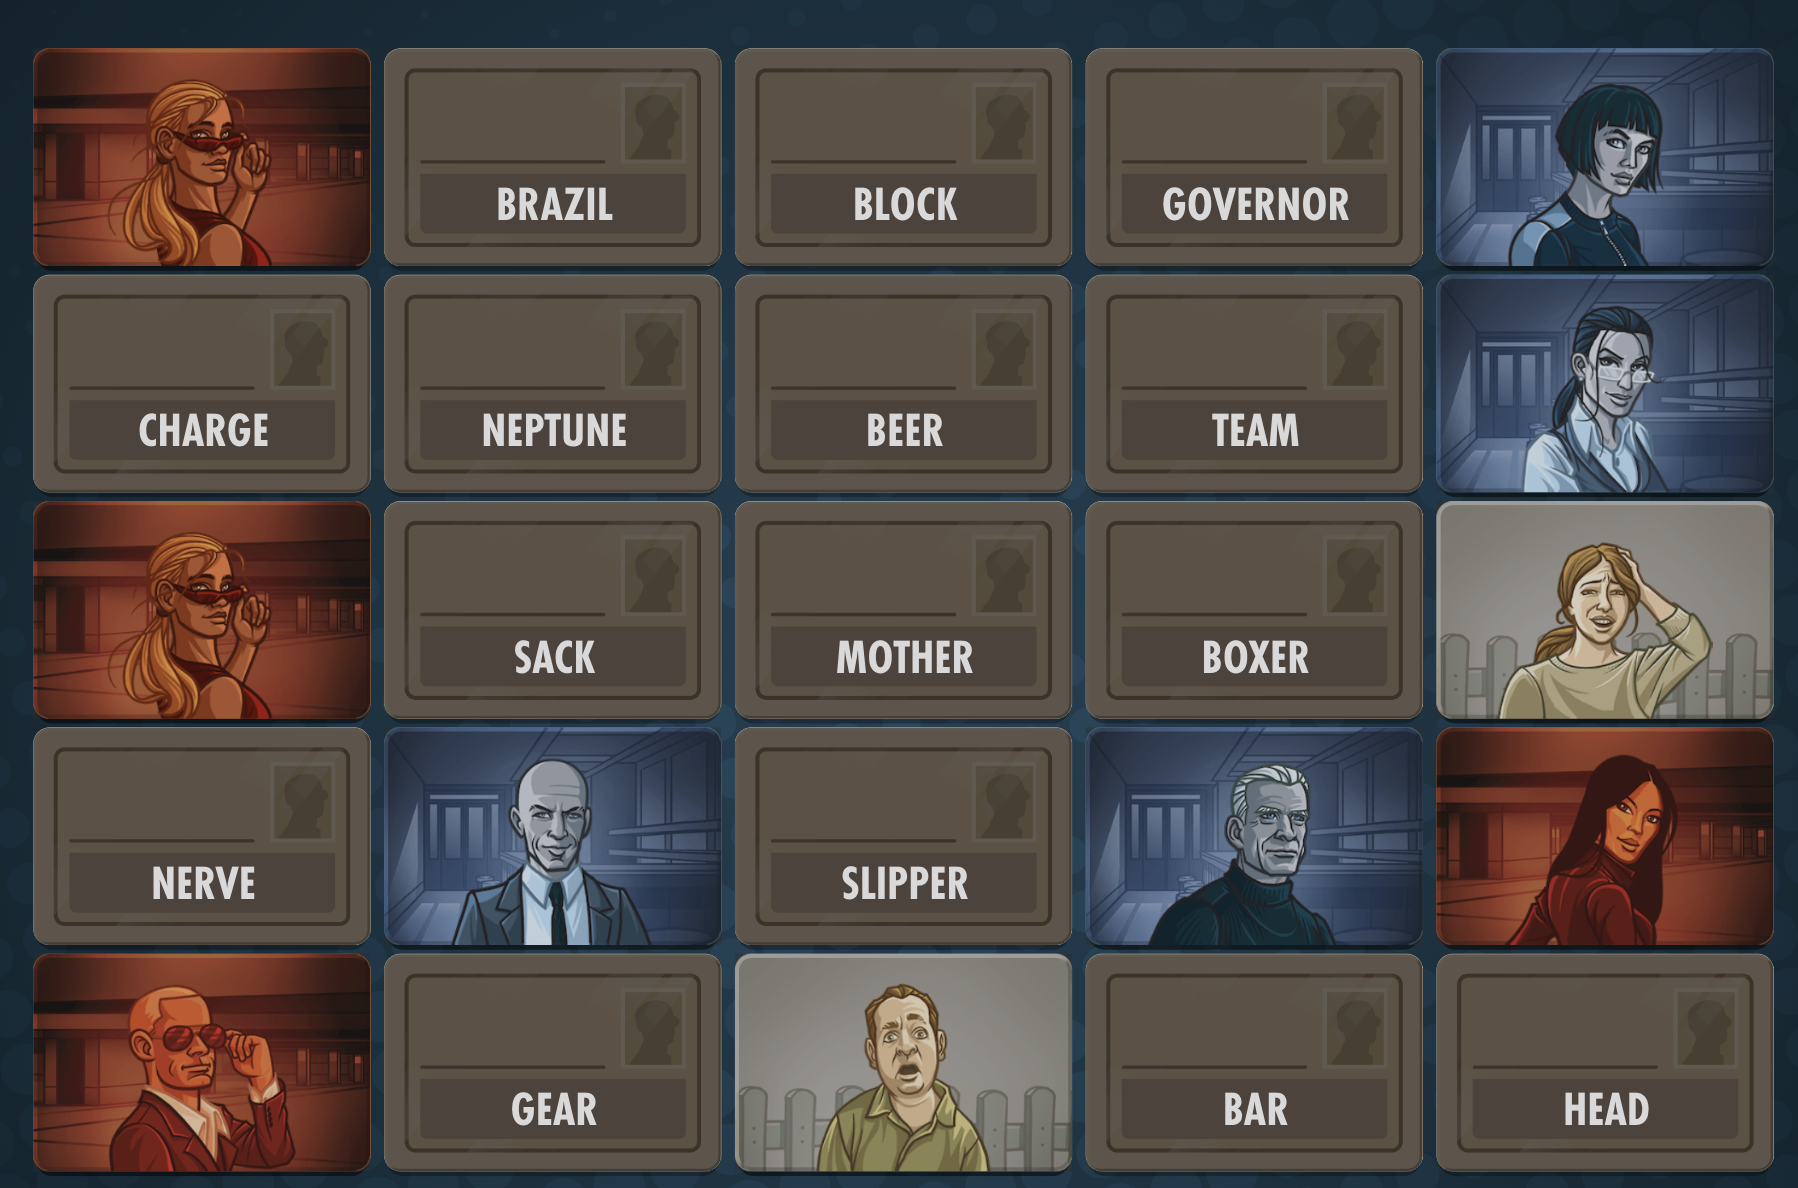 BRAZIL
BLOCK
GOVERNOR
CHARGE
NEPTUNE
BEER
TEAM
SACK
MOTHER
BOXER
NERVE
SLIPPER
GEAR
BAR
HEAD